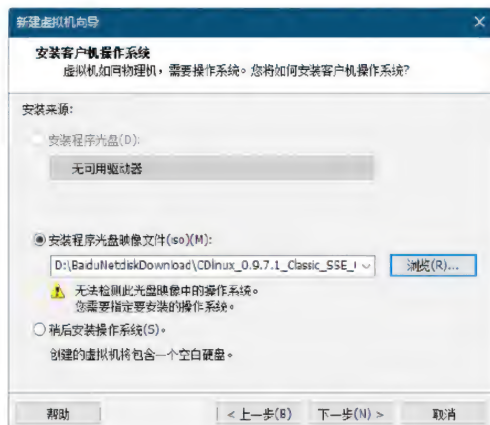 新建虚拟机向导
安装客户机操作系统
虚拟机如同物理机，需要操作系统。您将如何安装客户机操作系统?
安装来源:
安装程序光盘(D):
无可用驱动器
安装程序光盘映像文件(iso)(M):
D:\BaiduNetdiskDownload\CDlinux_0.9.7.1_Classic_SSE_
浏览(R)...
无法检测此光盘映像中的操作系统。
您需要指定要安装的操作系统。
稍后安装操作系统(S)。
创建的虚拟机将包含一个空白硬盘。
帮助
< 上一步(B)
下一步(N) >
取消